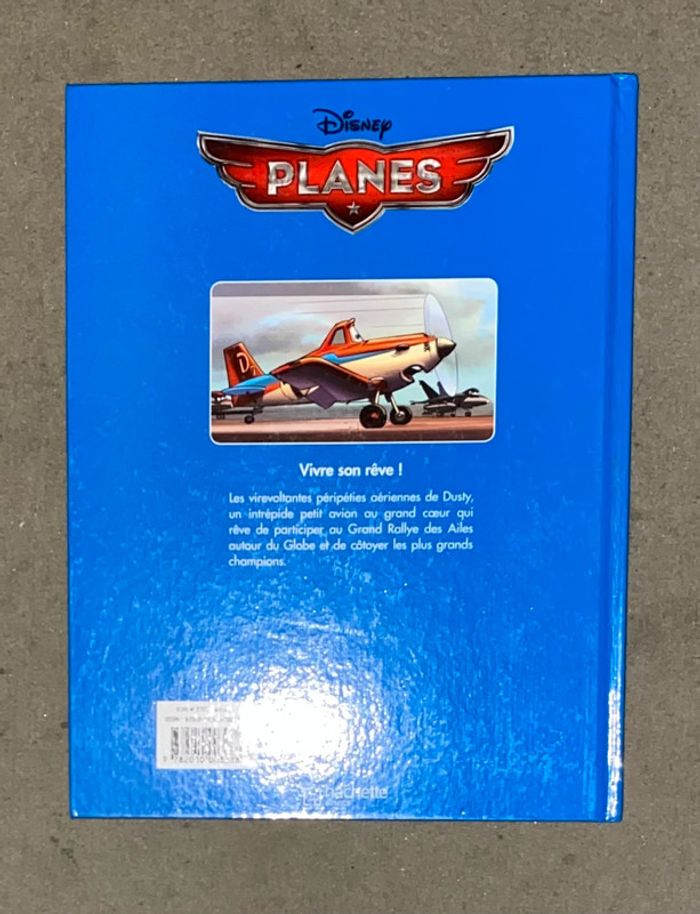 Disney
PLANES
D7
Vivre son rêve !
Les virevoltantes péripéties aériennes de Dusty,
un intrépide petit avion au grand cœur qui
rêve de participer au Grand Rallye des Ailes
autour du Globe et de côtoyer les plus grands
champions.
hachette